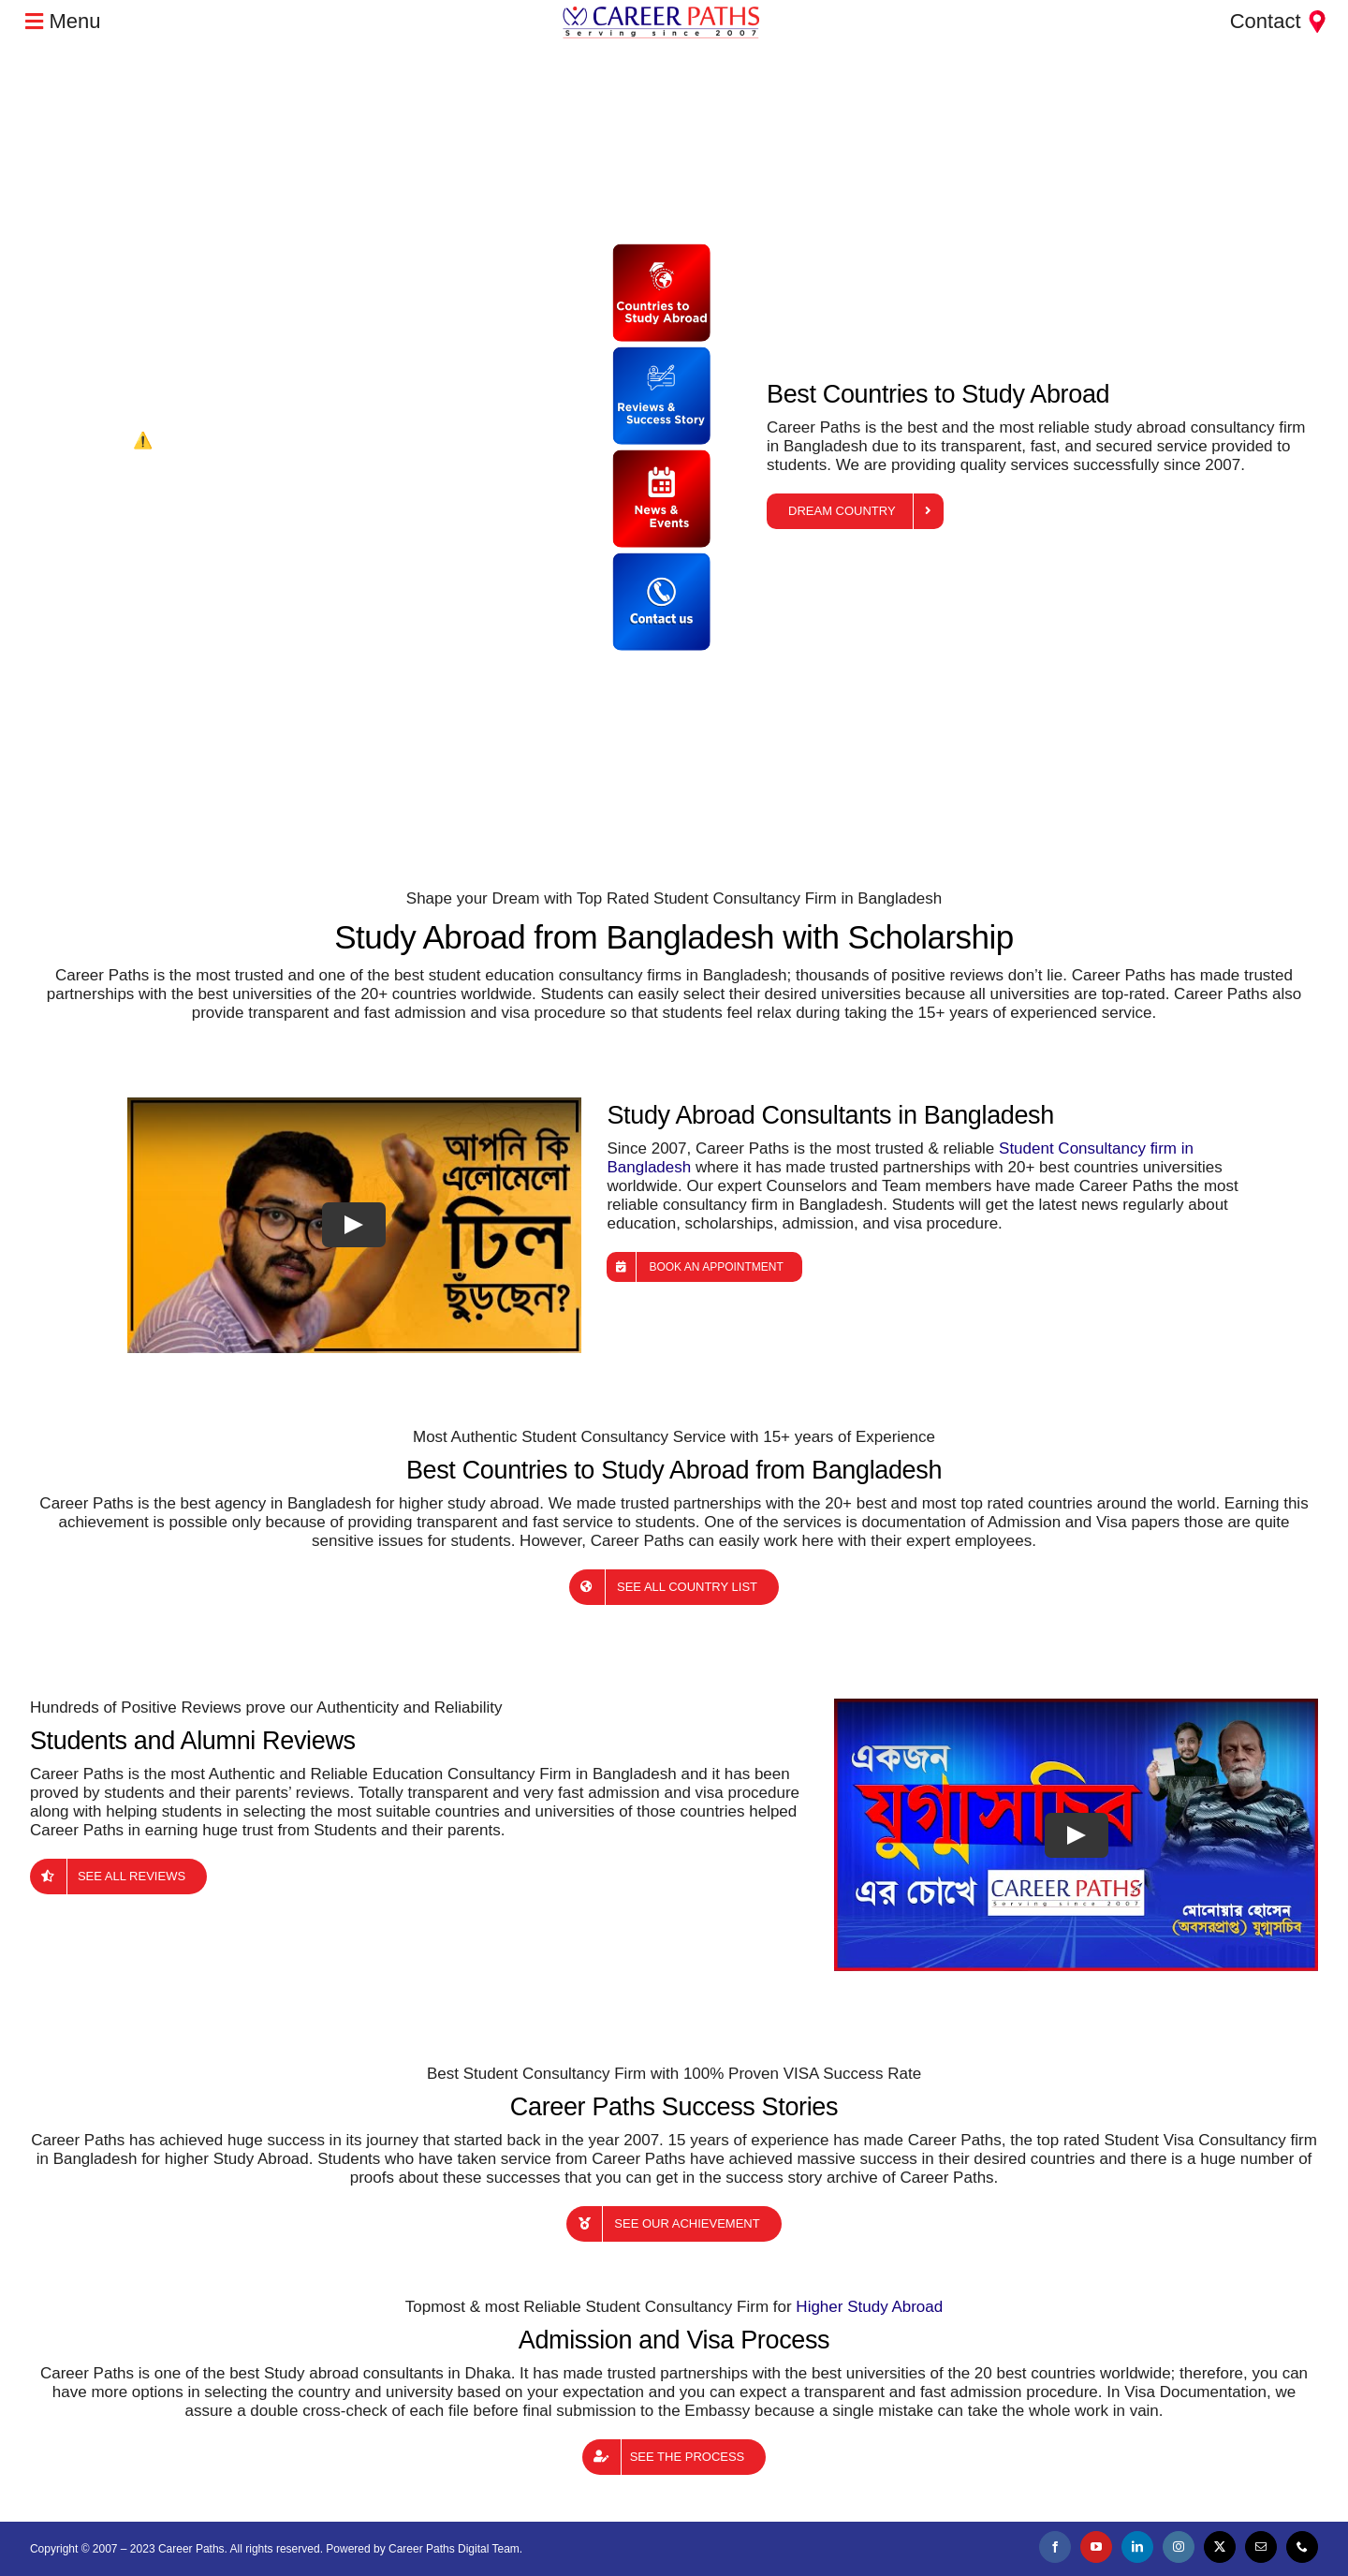 Menu
CAREER PATHS
Serving since 2007
Contact
Countries to
Study Abroad
Reviews &
Success Story
News &
Events
Contact us
Best Countries to Study Abroad
Career Paths is the best and the most reliable study abroad consultancy firm
in Bangladesh due to its transparent, fast, and secured service provided to
students. We are providing quality services successfully since 2007.
DREAM COUNTRY
Shape your Dream with Top Rated Student Consultancy Firm in Bangladesh
Study Abroad from Bangladesh with Scholarship
Career Paths is the most trusted and one of the best student education consultancy firms in Bangladesh; thousands of positive reviews don’t lie. Career Paths has made trusted
partnerships with the best universities of the 20+ countries worldwide. Students can easily select their desired universities because all universities are top-rated. Career Paths also
provide transparent and fast admission and visa procedure so that students feel relax during taking the 15+ years of experienced service.
আপনি কি
এলোমেলো
ঢিল
ছুঁড়ছেন?
Study Abroad Consultants in Bangladesh
Since 2007, Career Paths is the most trusted & reliable Student Consultancy firm in
Bangladesh where it has made trusted partnerships with 20+ best countries universities
worldwide. Our expert Counselors and Team members have made Career Paths the most
reliable consultancy firm in Bangladesh. Students will get the latest news regularly about
education, scholarships, admission, and visa procedure.
BOOK AN APPOINTMENT
Most Authentic Student Consultancy Service with 15+ years of Experience
Best Countries to Study Abroad from Bangladesh
Career Paths is the best agency in Bangladesh for higher study abroad. We made trusted partnerships with the 20+ best and most top rated countries around the world. Earning this
achievement is possible only because of providing transparent and fast service to students. One of the services is documentation of Admission and Visa papers those are quite
sensitive issues for students. However, Career Paths can easily work here with their expert employees.
SEE ALL COUNTRY LIST
Hundreds of Positive Reviews prove our Authenticity and Reliability
Students and Alumni Reviews
Career Paths is the most Authentic and Reliable Education Consultancy Firm in Bangladesh and it has been
proved by students and their parents’ reviews. Totally transparent and very fast admission and visa procedure
along with helping students in selecting the most suitable countries and universities of those countries helped
Career Paths in earning huge trust from Students and their parents.
SEE ALL REVIEWS
একজন
যুগ্মসচিব
এর চোখে
CAREER PATHS
Serving since 2007
মোনোয়ার হোসেন
(অবসরপ্রাপ্ত) যুগ্মসচিব
Best Student Consultancy Firm with 100% Proven VISA Success Rate
Career Paths Success Stories
Career Paths has achieved huge success in its journey that started back in the year 2007. 15 years of experience has made Career Paths, the top rated Student Visa Consultancy firm
in Bangladesh for higher Study Abroad. Students who have taken service from Career Paths have achieved massive success in their desired countries and there is a huge number of
proofs about these successes that you can get in the success story archive of Career Paths.
SEE OUR ACHIEVEMENT
Topmost & most Reliable Student Consultancy Firm for Higher Study Abroad
Admission and Visa Process
Career Paths is one of the best Study abroad consultants in Dhaka. It has made trusted partnerships with the best universities of the 20 best countries worldwide; therefore, you can
have more options in selecting the country and university based on your expectation and you can expect a transparent and fast admission procedure. In Visa Documentation, we
assure a double cross-check of each file before final submission to the Embassy because a single mistake can take the whole work in vain.
SEE THE PROCESS
Copyright © 2007 – 2023 Career Paths. All rights reserved. Powered by Career Paths Digital Team.